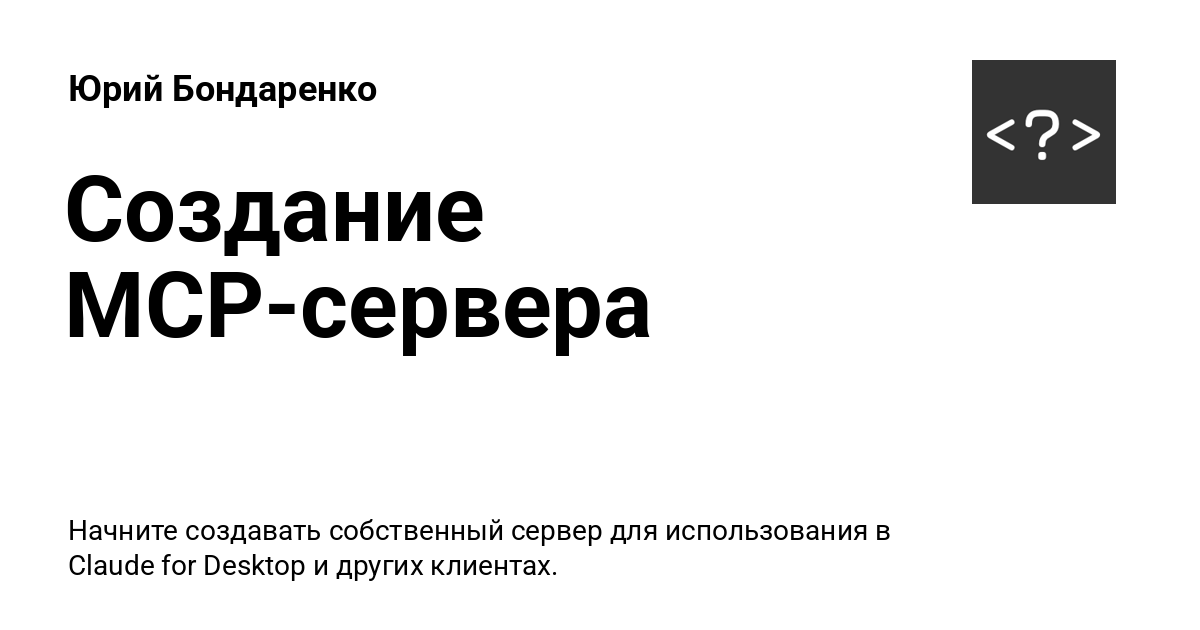 Юрий Бондаренко
<?>
Создание
MCP-сервера
Начните создавать собственный сервер для использования в
Claude for Desktop и других клиентах.